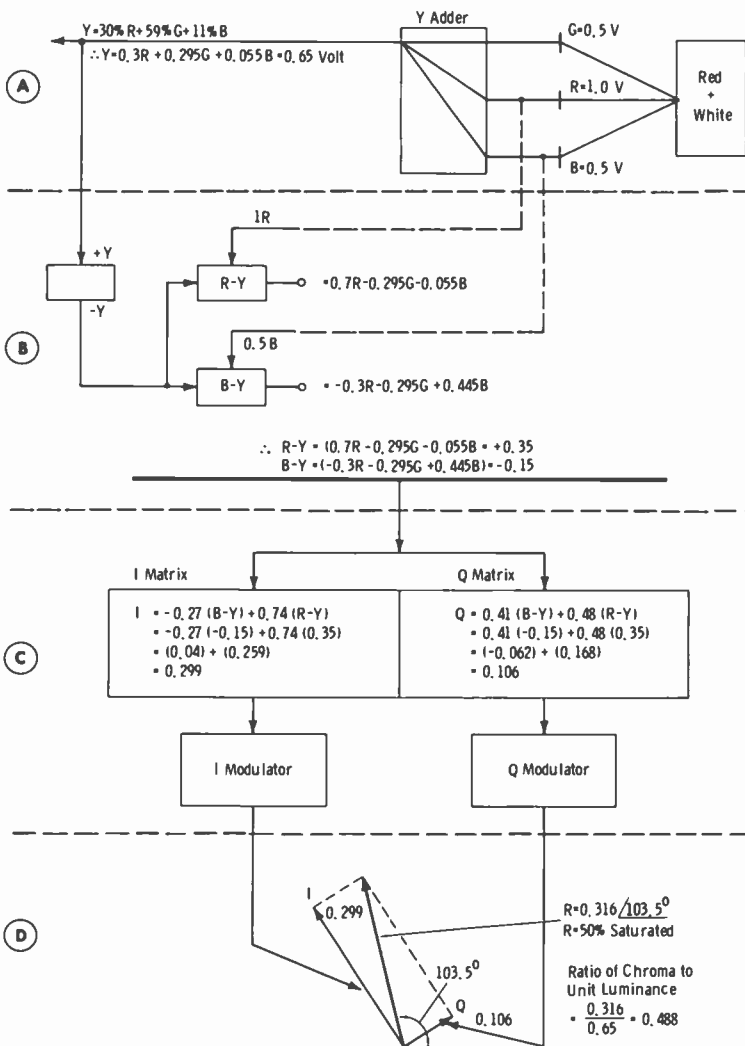 Y Adder
Y=30% R+59% G+11% B
∴Y=0.3R+0.295G+0.055B=0.65 Volt
G=0.5 V
R=1.0 V
B=0.5 V
Red
+
White
A
1R
+Y
-Y
R-Y
=0.7R-0.295G-0.055B
B
0.5B
B-Y
=-0.3R-0.295G+0.445B
∴ R-Y = (0.7R-0.295G-0.055B = +0.35
B-Y=(-0.3R-0.295G+0.445B)=-0.15
I Matrix
Q Matrix
I = -0.27 (B-Y)+0.74 (R-Y)
= -0.27 (-0.15)+0.74 (0.35)
= (0.04) + (0.259)
= 0.299
Q = 0.41 (B-Y)+0.48 (R-Y)
= 0.41 (-0.15)+0.48 (0.35)
= (-0.062) + (0.168)
= 0.106
C
I Modulator
Q Modulator
D
I
0.299
103.5°
Q
0.106
R=0.316/103.5°
R=50% Saturated
Ratio of Chroma to
Unit Luminance
= 0.316/0.65 = 0.488